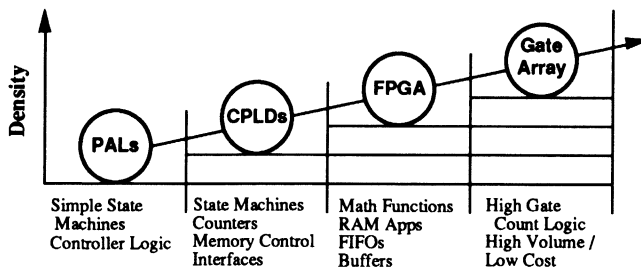 Density
PALs
CPLDs
FPGA
Gate
Array
Simple State
Machines
Controller Logic
State Machines
Counters
Memory Control
Interfaces
Math Functions
RAM Apps
FIFOs
Buffers
High Gate
Count Logic
High Volume /
Low Cost